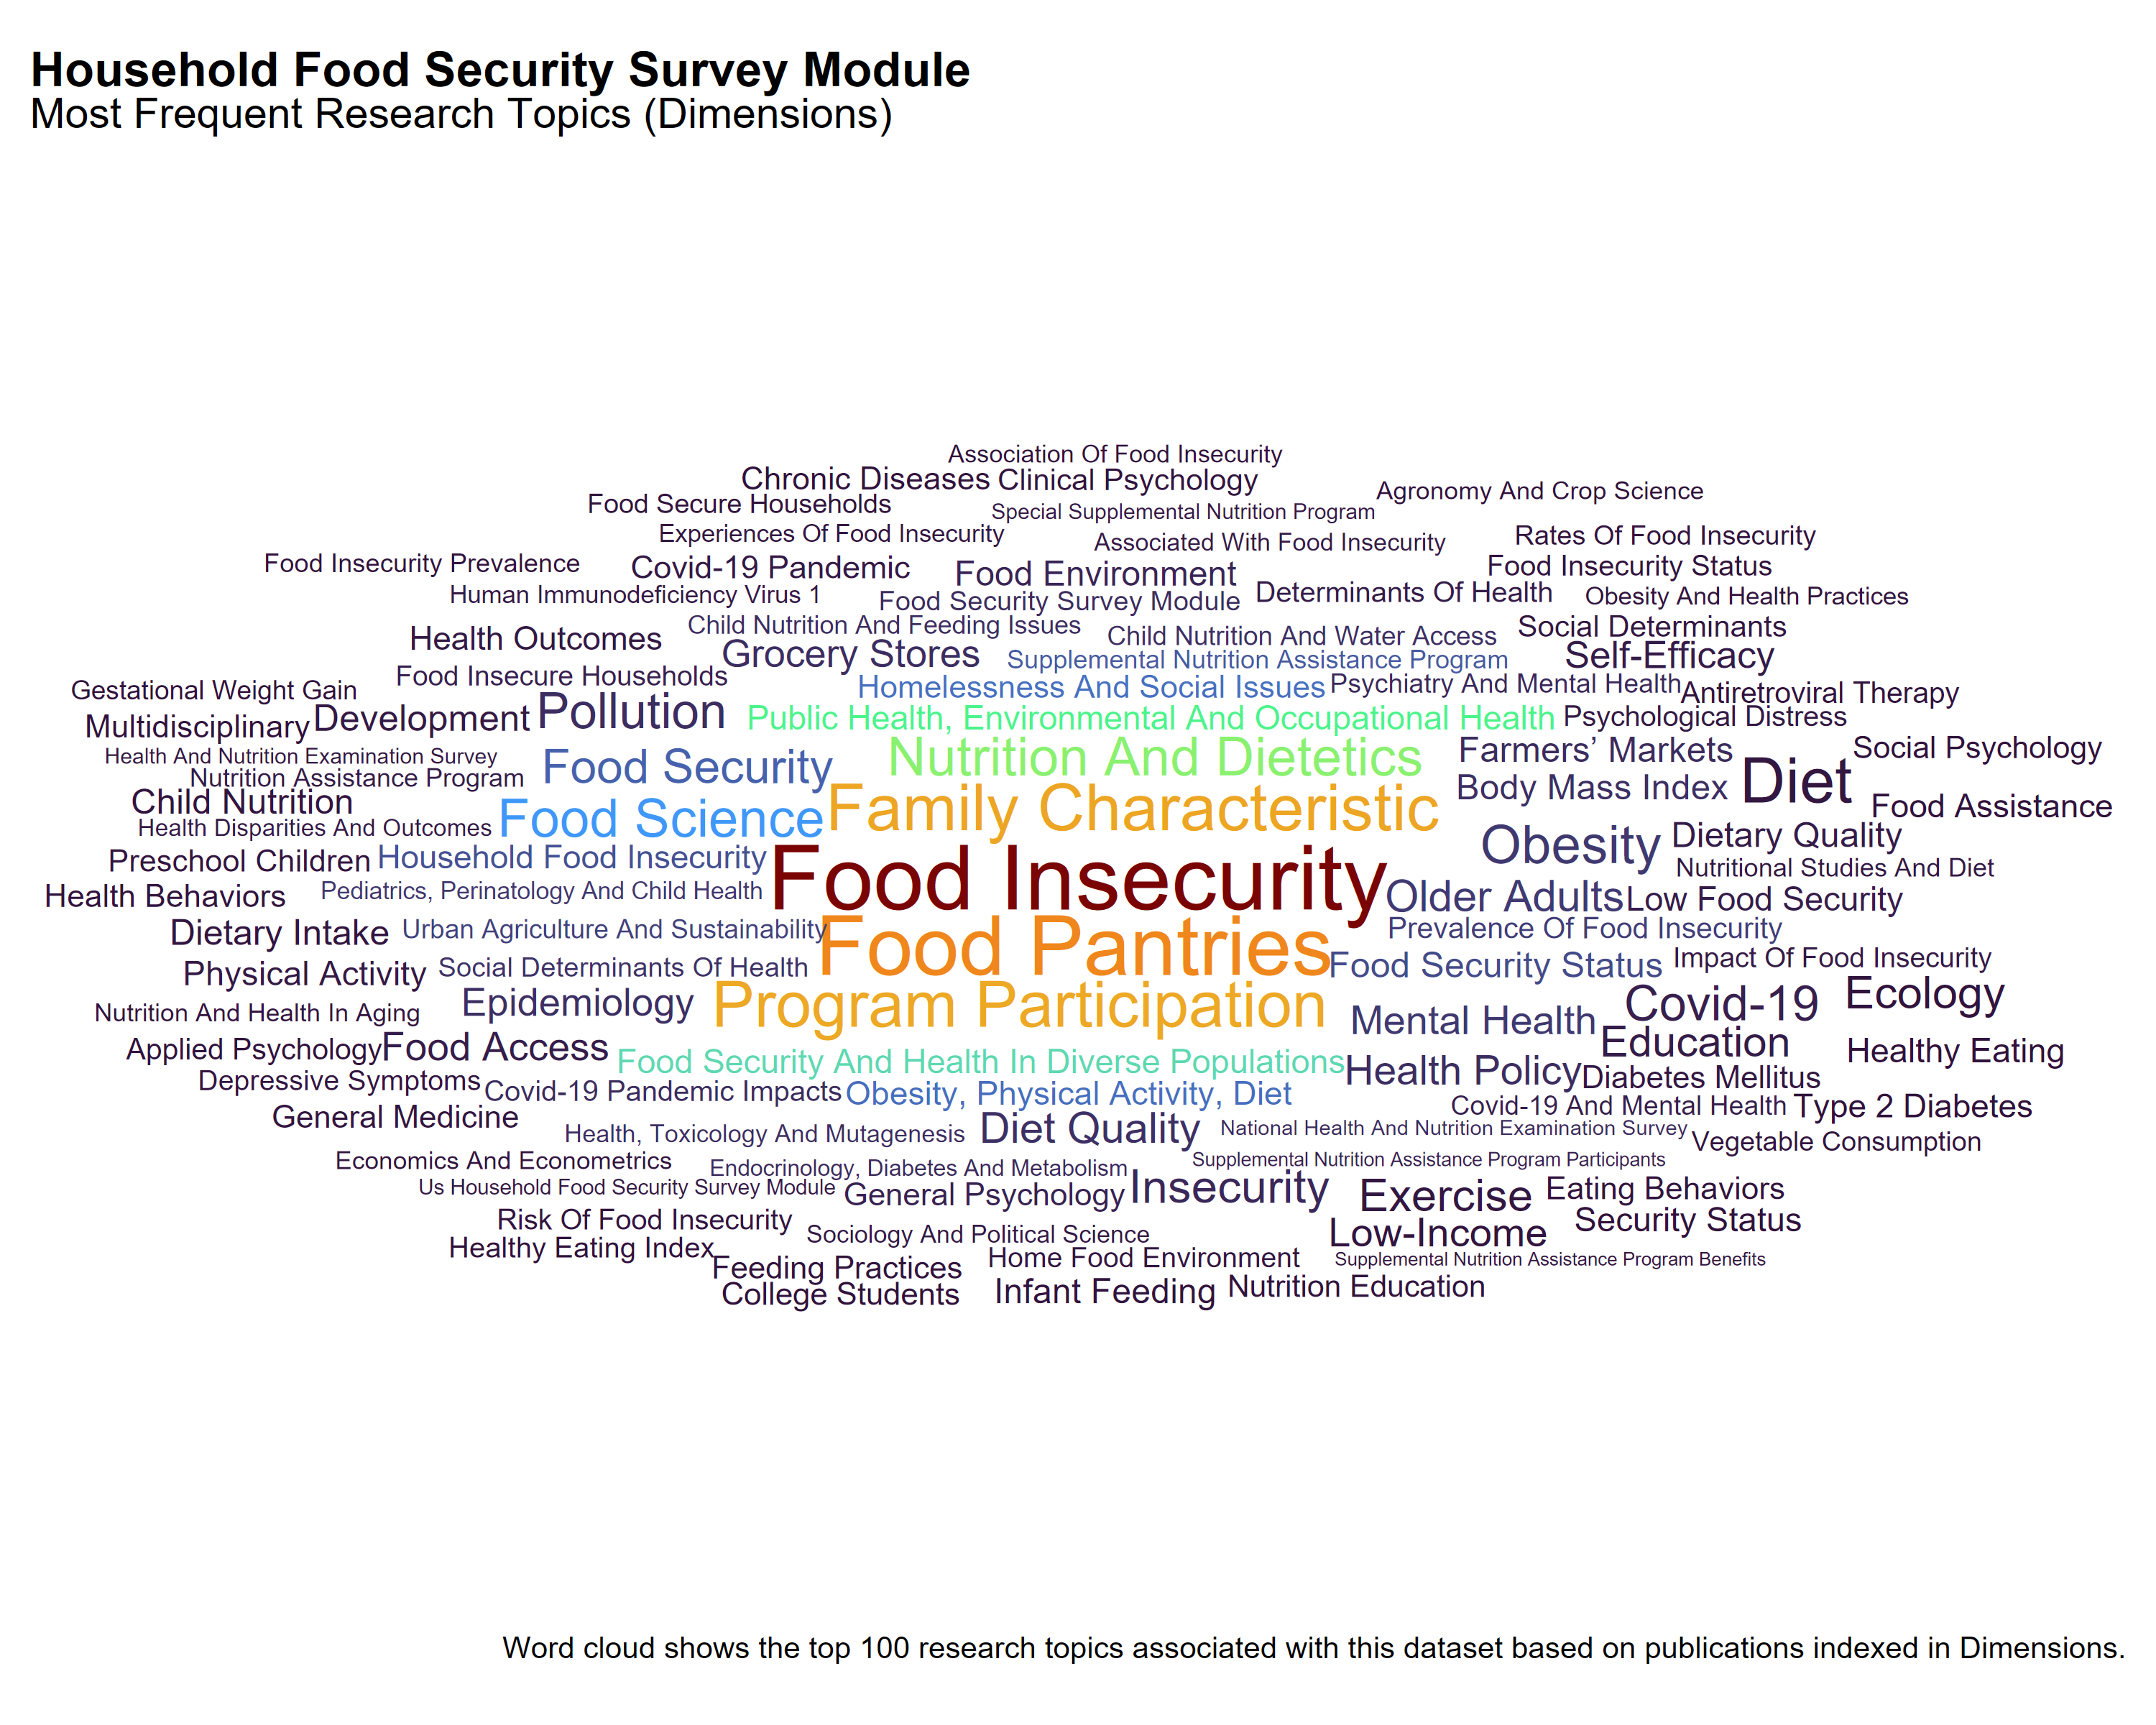 Household Food Security Survey Module
Most Frequent Research Topics (Dimensions)
Association Of Food Insecurity
Chronic Diseases
Clinical Psychology
Agronomy And Crop Science
Food Secure Households
Special Supplemental Nutrition Program
Experiences Of Food Insecurity
Associated With Food Insecurity
Rates Of Food Insecurity
Food Insecurity Prevalence
Covid-19 Pandemic
Food Environment
Food Insecurity Status
Human Immunodeficiency Virus 1
Food Security Survey Module
Determinants Of Health
Obesity And Health Practices
Health Outcomes
Child Nutrition And Feeding Issues
Child Nutrition And Water Access
Social Determinants
Grocery Stores
Supplemental Nutrition Assistance Program
Self-Efficacy
Food Insecure Households
Homelessness And Social Issues
Psychiatry And Mental Health
Antiretroviral Therapy
Gestational Weight Gain
Multidisciplinary
Development
Pollution
Public Health, Environmental And Occupational Health
Psychological Distress
Health And Nutrition Examination Survey
Food Security
Nutrition And Dietetics
Farmers’ Markets
Social Psychology
Nutrition Assistance Program
Body Mass Index
Diet
Child Nutrition
Food Science
Family Characteristic
Food Assistance
Health Disparities And Outcomes
Obesity
Dietary Quality
Preschool Children
Household Food Insecurity
Food Insecurity
Nutritional Studies And Diet
Health Behaviors
Pediatrics, Perinatology And Child Health
Older Adults
Low Food Security
Dietary Intake
Urban Agriculture And Sustainability
Food Pantries
Prevalence Of Food Insecurity
Physical Activity
Social Determinants Of Health
Food Security Status
Impact Of Food Insecurity
Nutrition And Health In Aging
Epidemiology
Program Participation
Mental Health
Covid-19
Ecology
Applied Psychology
Food Access
Food Security And Health In Diverse Populations
Education
Healthy Eating
Depressive Symptoms
Covid-19 Pandemic Impacts
Obesity, Physical Activity, Diet
Health Policy
Diabetes Mellitus
General Medicine
Health, Toxicology And Mutagenesis
Diet Quality
Covid-19 And Mental Health
Type 2 Diabetes
National Health And Nutrition Examination Survey
Vegetable Consumption
Economics And Econometrics
Endocrinology, Diabetes And Metabolism
Supplemental Nutrition Assistance Program Participants
Us Household Food Security Survey Module
General Psychology
Insecurity
Exercise
Eating Behaviors
Risk Of Food Insecurity
Sociology And Political Science
Low-Income
Security Status
Healthy Eating Index
Feeding Practices
Home Food Environment
Supplemental Nutrition Assistance Program Benefits
College Students
Infant Feeding
Nutrition Education
Word cloud shows the top 100 research topics associated with this dataset based on publications indexed in Dimensions.